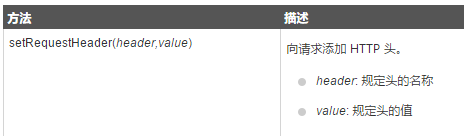 方法 描述
setRequestHeader(header,value) 向请求添加 HTTP 头。
header: 规定头的名称
value: 规定头的值